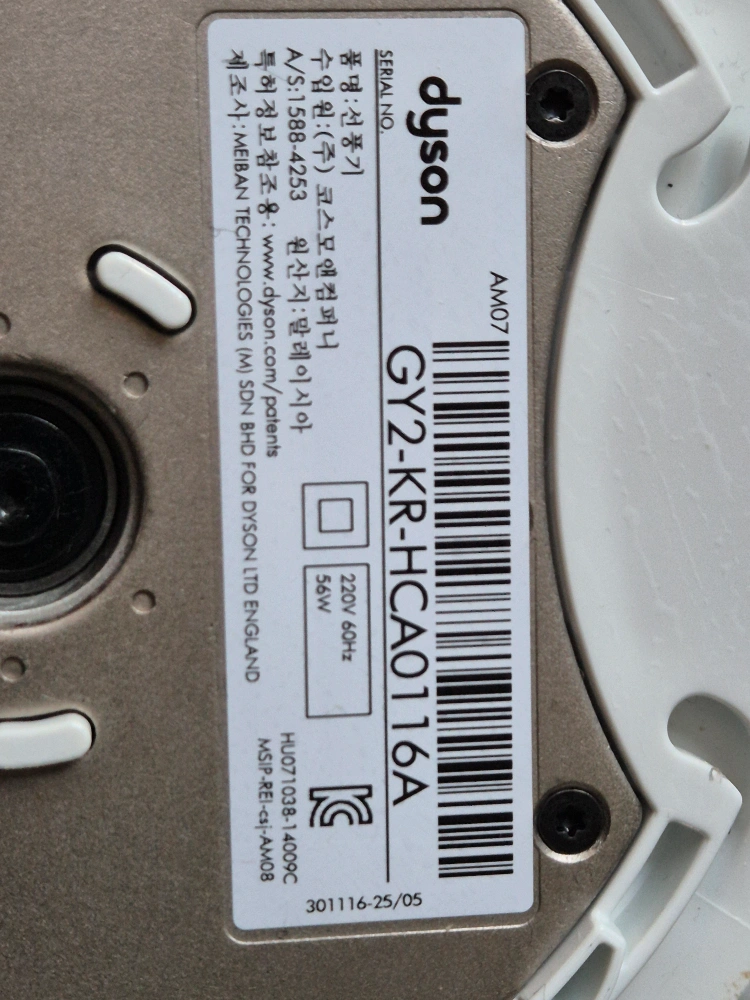 dyson
AM07
SERIAL NO.
GY2-KR-HCA0116A
품명:선풍기
수입원:(주) 코스모앤컴퍼니
A/S:1588-4253 원산지:말레이시아
특허정보참조용: www.dyson.com/patents
제조사:MEIBAN TECHNOLOGIES (M) SDN BHD FOR DYSON LTD ENGLAND
220V 60Hz
56W
HU071038-14009C
MSIP-REI-csj-AM08
301116-25/05